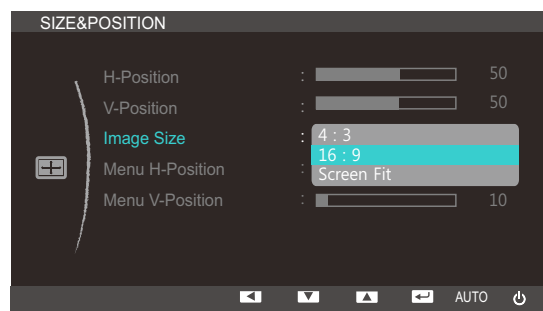 SIZE&POSITION
H-Position : 50
V-Position : 50
Image Size : 4 : 3
16 : 9
Screen Fit
Menu H-Position :
Menu V-Position : 10
AUTO